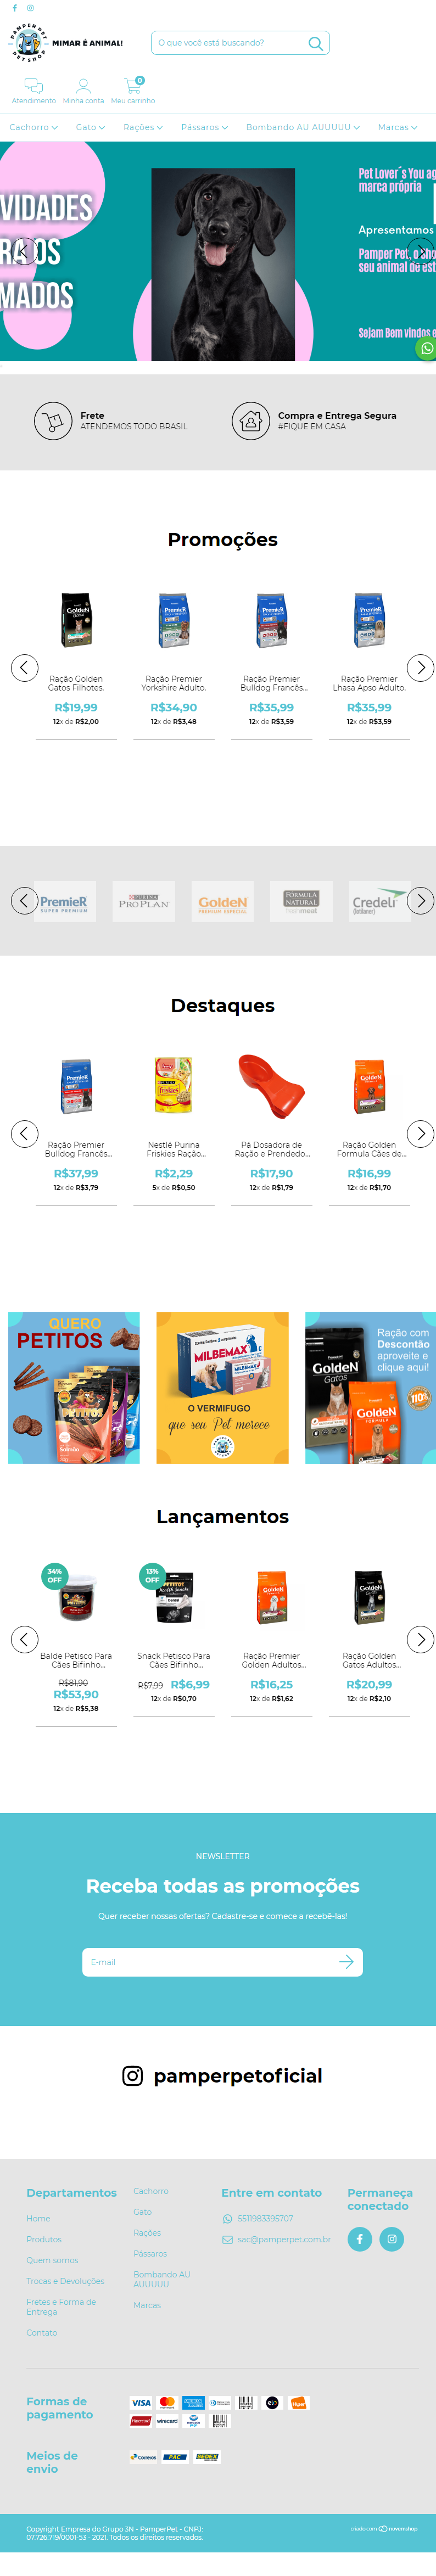 PAMPER PET
PET SHOP
MIMAR É ANIMAL!
O que você está buscando?
Atendimento
Minha conta
0
Meu carrinho
Cachorro
Gato
Rações
Pássaros
Bombando AU AUUUUU
Marcas
VIDADES
OS
MADOS
Pet Lover´s You ag
marca própria
Apresentamos
Pamper Pet
seu animal de est
Sejam Bem vindos e
Frete
ATENDEMOS TODO BRASIL
Compra e Entrega Segura
#FIQUE EM CASA
Promoções
Ração Golden
Gatos Filhotes.
R$19,99
12x de R$2,00
Ração Premier
Yorkshire Adulto.
R$34,90
12x de R$3,48
Ração Premier
Bulldog Francês...
R$35,99
12x de R$3,59
Ração Premier
Lhasa Apso Adulto.
R$35,99
12x de R$3,59
PremieR
SUPER PREMIUM
PURINA
PRO PLAN
GoldeN
PREMIUM ESPECIAL
FORMULA
NATURAL
freshmeat
Credeli
Destaques
Ração Premier
Bulldog Francês...
R$37,99
12x de R$3,79
Nestlé Purina
Friskies Ração...
R$2,29
5x de R$0,50
Pá Dosadora de
Ração e Prendedo...
R$17,90
12x de R$1,79
Ração Golden
Formula Cães de...
R$16,99
12x de R$1,70
QUERO
PETITOS
Salmão
MILBEMAX
O VERMIFUGO
que seu Pet merece
Ração com
Descontão
aproveite e
clique aqui!
GoldeN
Gatos
GoldeN
FÓRMULA
Lançamentos
34%
OFF
Balde Petisco Para
Cães Bifinho...
R$81,90
R$53,90
12x de R$5,38
13%
OFF
Snack Petisco Para
Cães Bifinho...
R$7,99 R$6,99
12x de R$0,70
Ração Premier
Golden Adultos...
R$16,25
12x de R$1,62
Ração Golden
Gatos Adultos...
R$20,99
12x de R$2,10
NEWSLETTER
Receba todas as promoções
Quer receber nossas ofertas? Cadastre-se e comece a recebê-las!
E-mail
pamperpetoficial
Departamentos
Home
Produtos
Quem somos
Trocas e Devoluções
Fretes e Forma de
Entrega
Contato
Cachorro
Gato
Rações
Pássaros
Bombando AU
AUUUUU
Marcas
Entre em contato
5511983395707
sac@pamperpet.com.br
Permaneça
conectado
Formas de
pagamento
VISA
elo
Hiper
Hipercard
wirecard
Meios de
envio
Correios
PAC
SEDEX
Copyright Empresa do Grupo 3N - PamperPet - CNPJ:
07.726.719/0001-53 - 2021. Todos os direitos reservados.
criado com nuvemshop